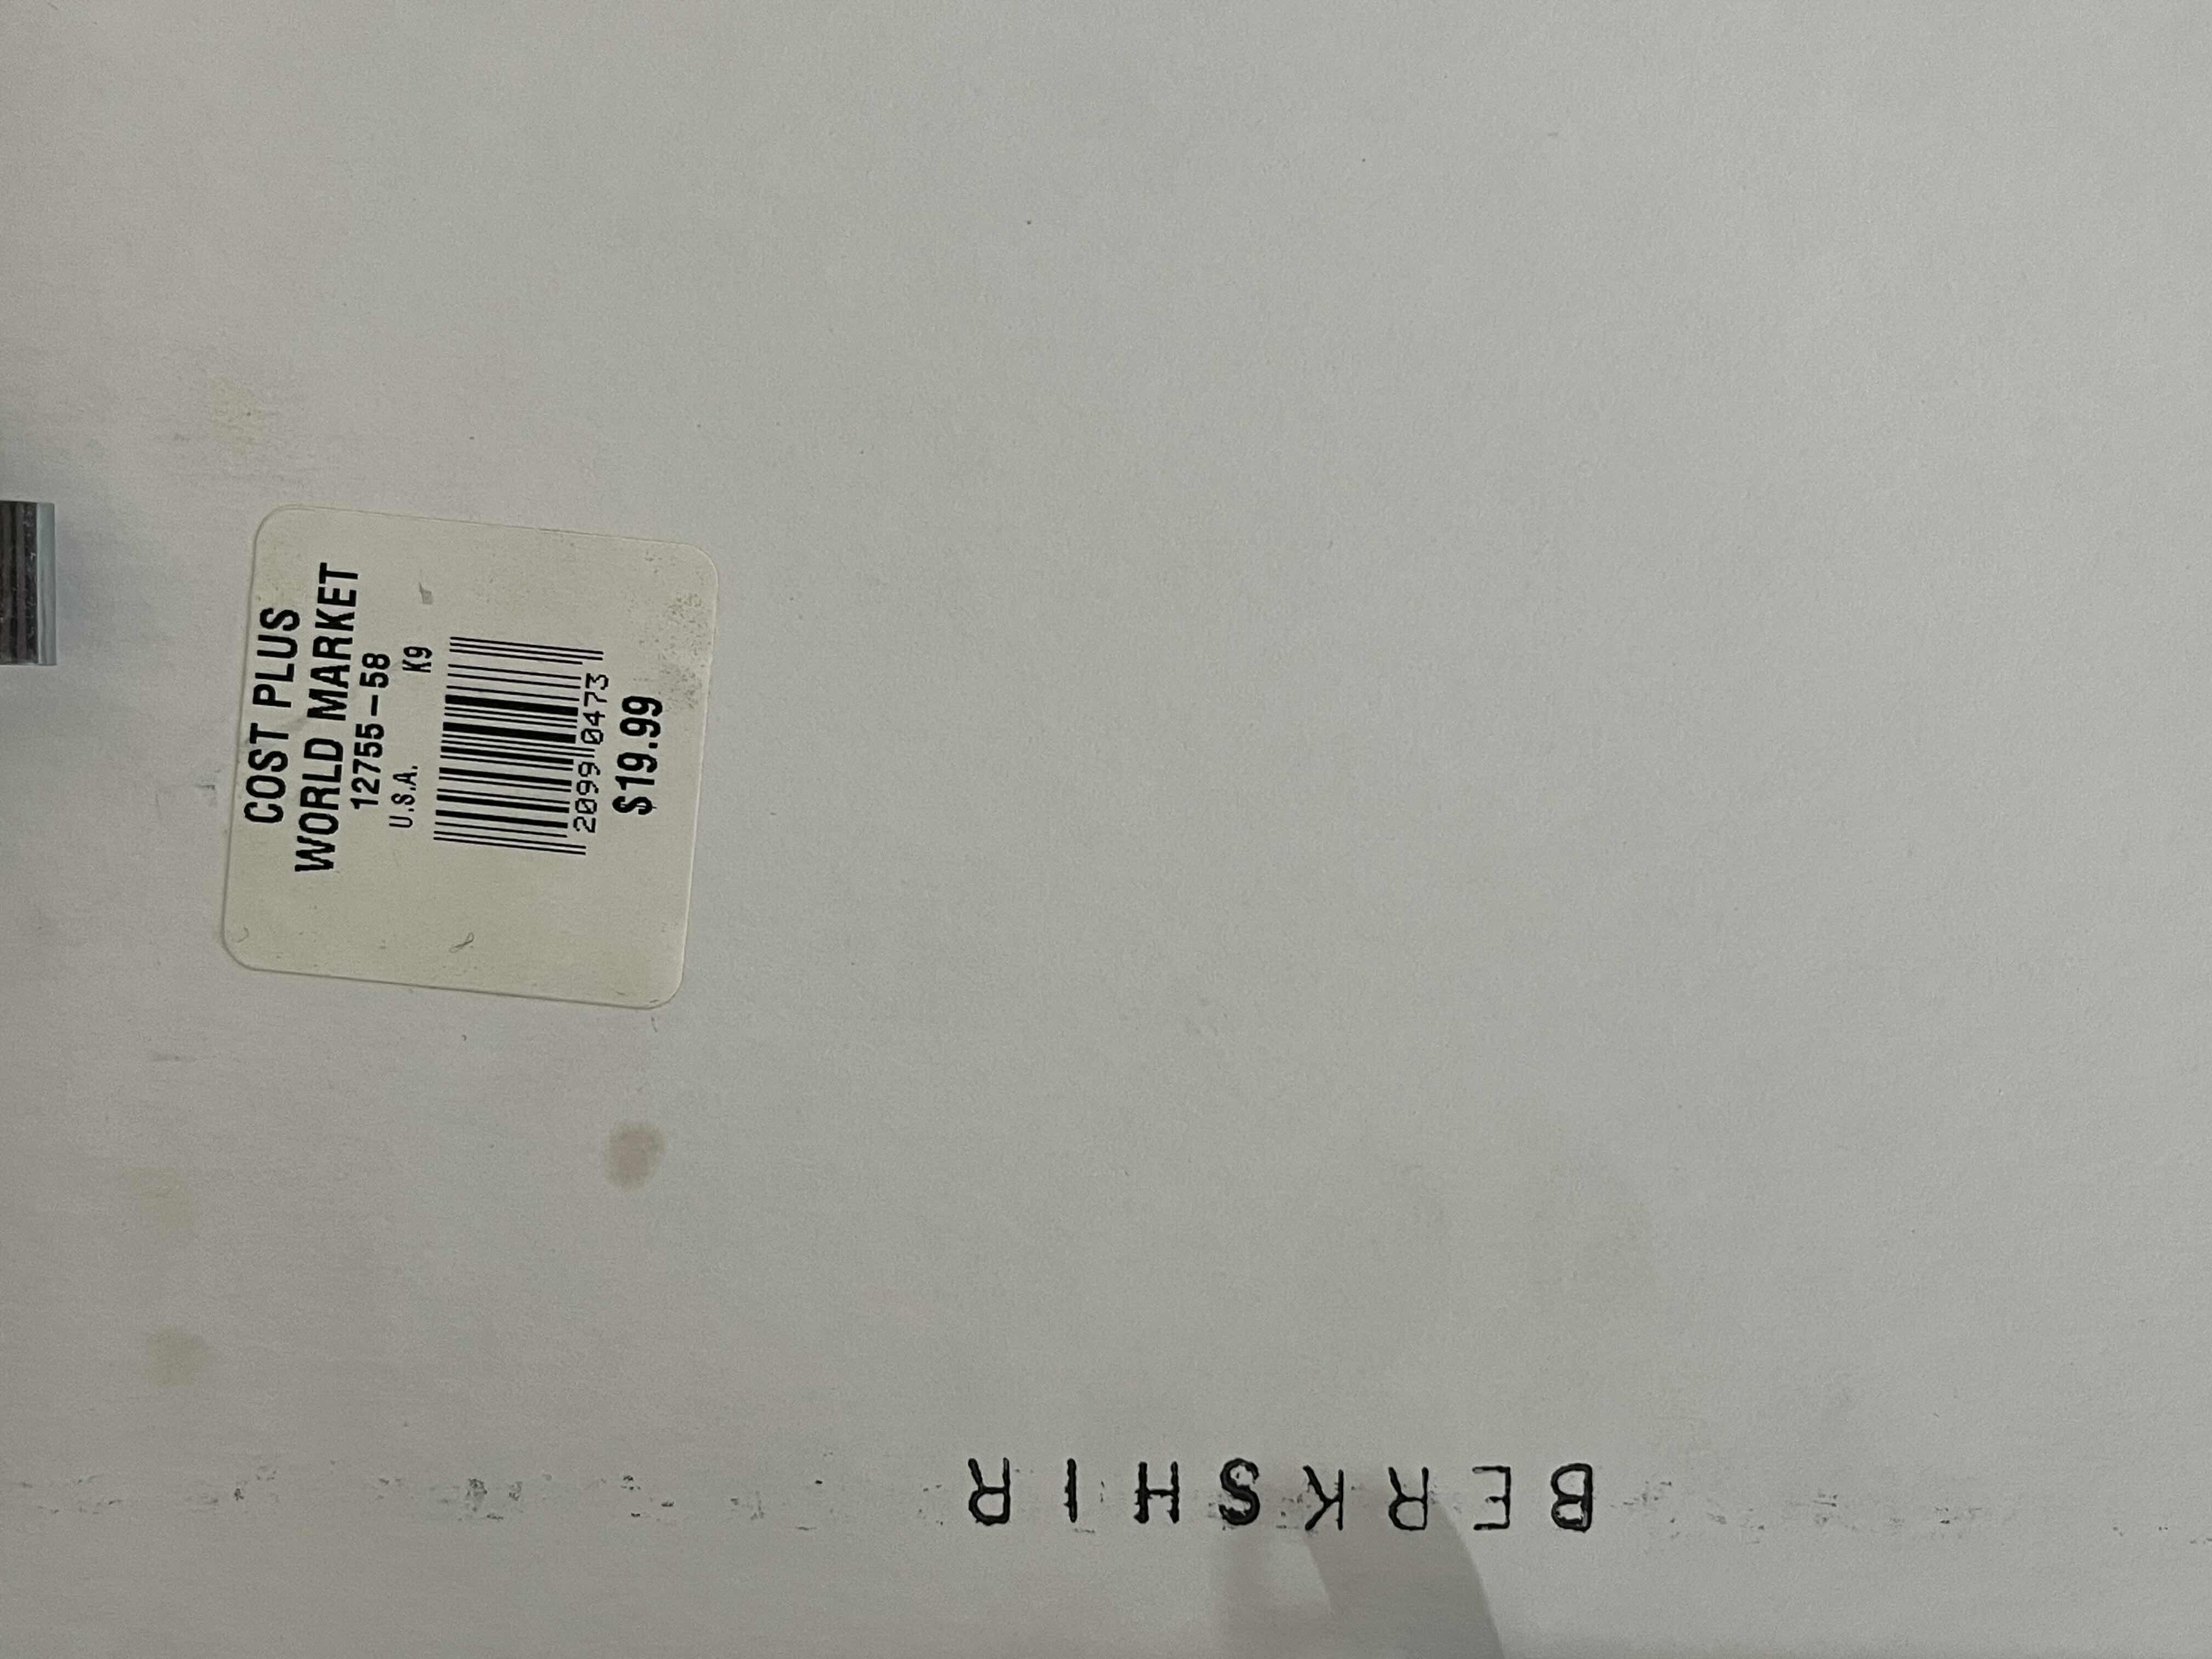 COST PLUS
WORLD MARKET
12755-58
U.S.A. K9
2099 0473
$19.99
BERKSHIR